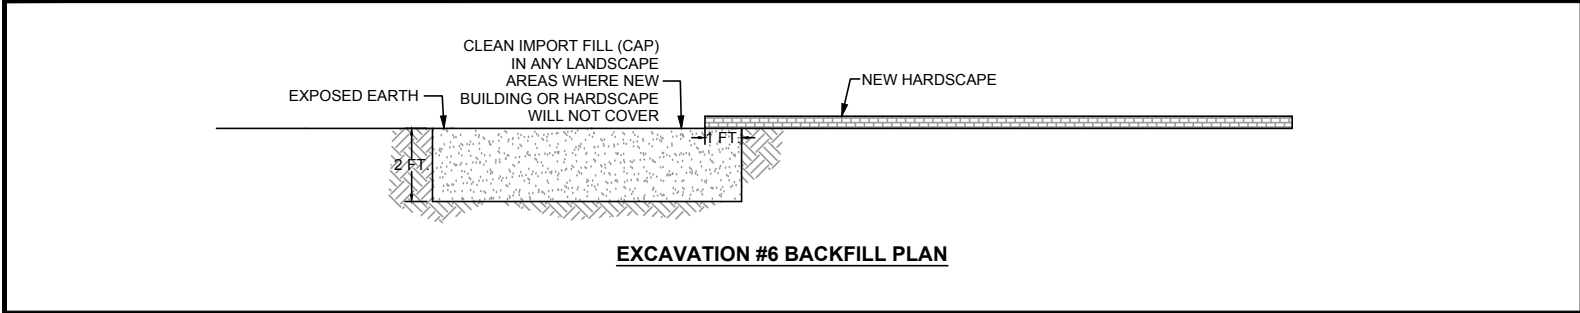 CLEAN IMPORT FILL (CAP)
IN ANY LANDSCAPE
AREAS WHERE NEW
BUILDING OR HARDSCAPE
WILL NOT COVER
EXPOSED EARTH
NEW HARDSCAPE
1 FT.
2 FT.
EXCAVATION #6 BACKFILL PLAN